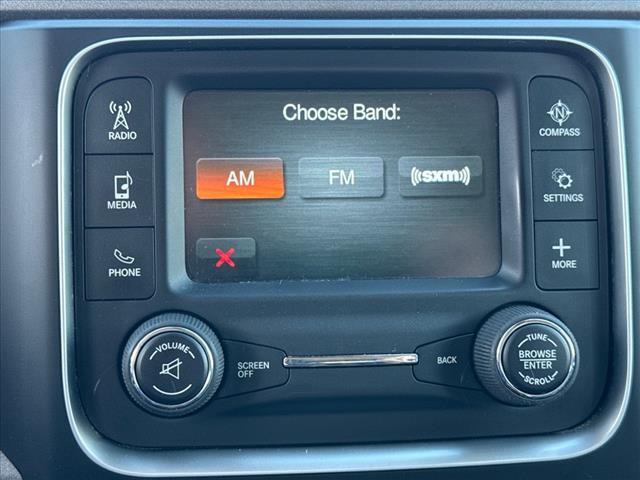 Choose Band:
AM
FM
((sxm))
RADIO
MEDIA
PHONE
N
COMPASS
SETTINGS
MORE
VOLUME
SCREEN
OFF
BACK
TUNE
BROWSE
ENTER
SCROLL